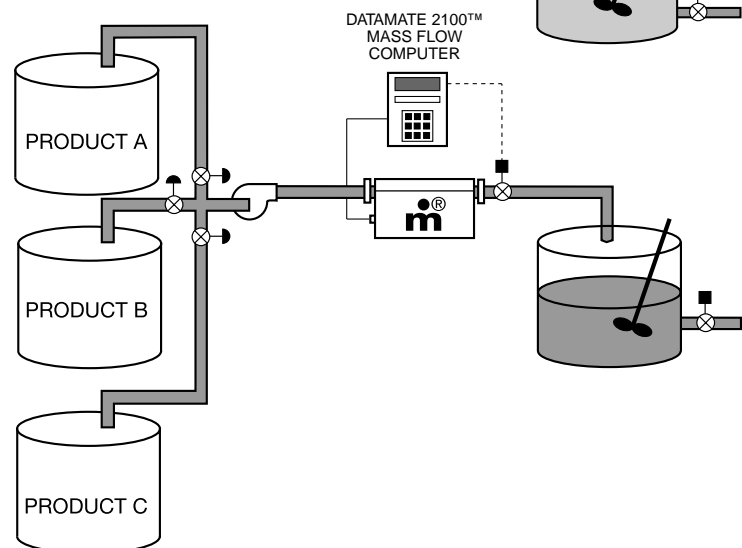 DATAMATE 2100™
MASS FLOW
COMPUTER
PRODUCT A
ṁ®
PRODUCT B
PRODUCT C